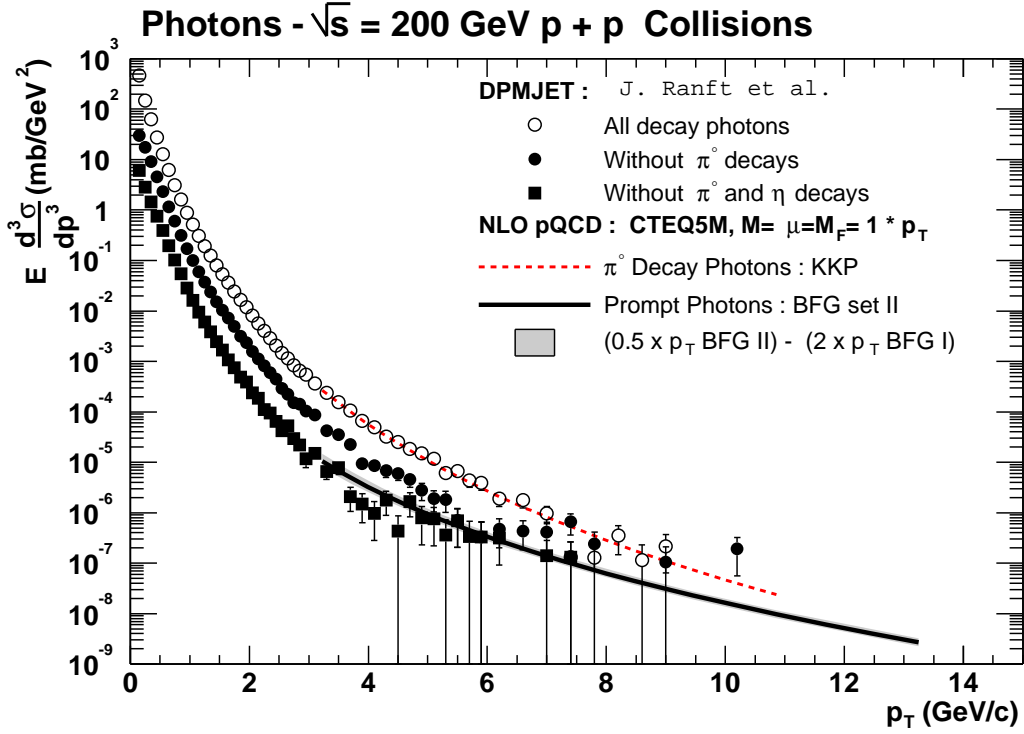 Photons - √s = 200 GeV p + p Collisions
E d³σ/dp³ (mb/GeV²)
10³
10²
10
1
10⁻¹
10⁻²
10⁻³
10⁻⁴
10⁻⁵
10⁻⁶
10⁻⁷
10⁻⁸
10⁻⁹
DPMJET : J. Ranft et al.
All decay photons
Without π° decays
Without π° and η decays
NLO pQCD : CTEQ5M, M= μ=M_F= 1 * p_T
π° Decay Photons : KKP
Prompt Photons : BFG set II
(0.5 x p_T BFG II) - (2 x p_T BFG I)
0 2 4 6 8 10 12 14
p_T (GeV/c)